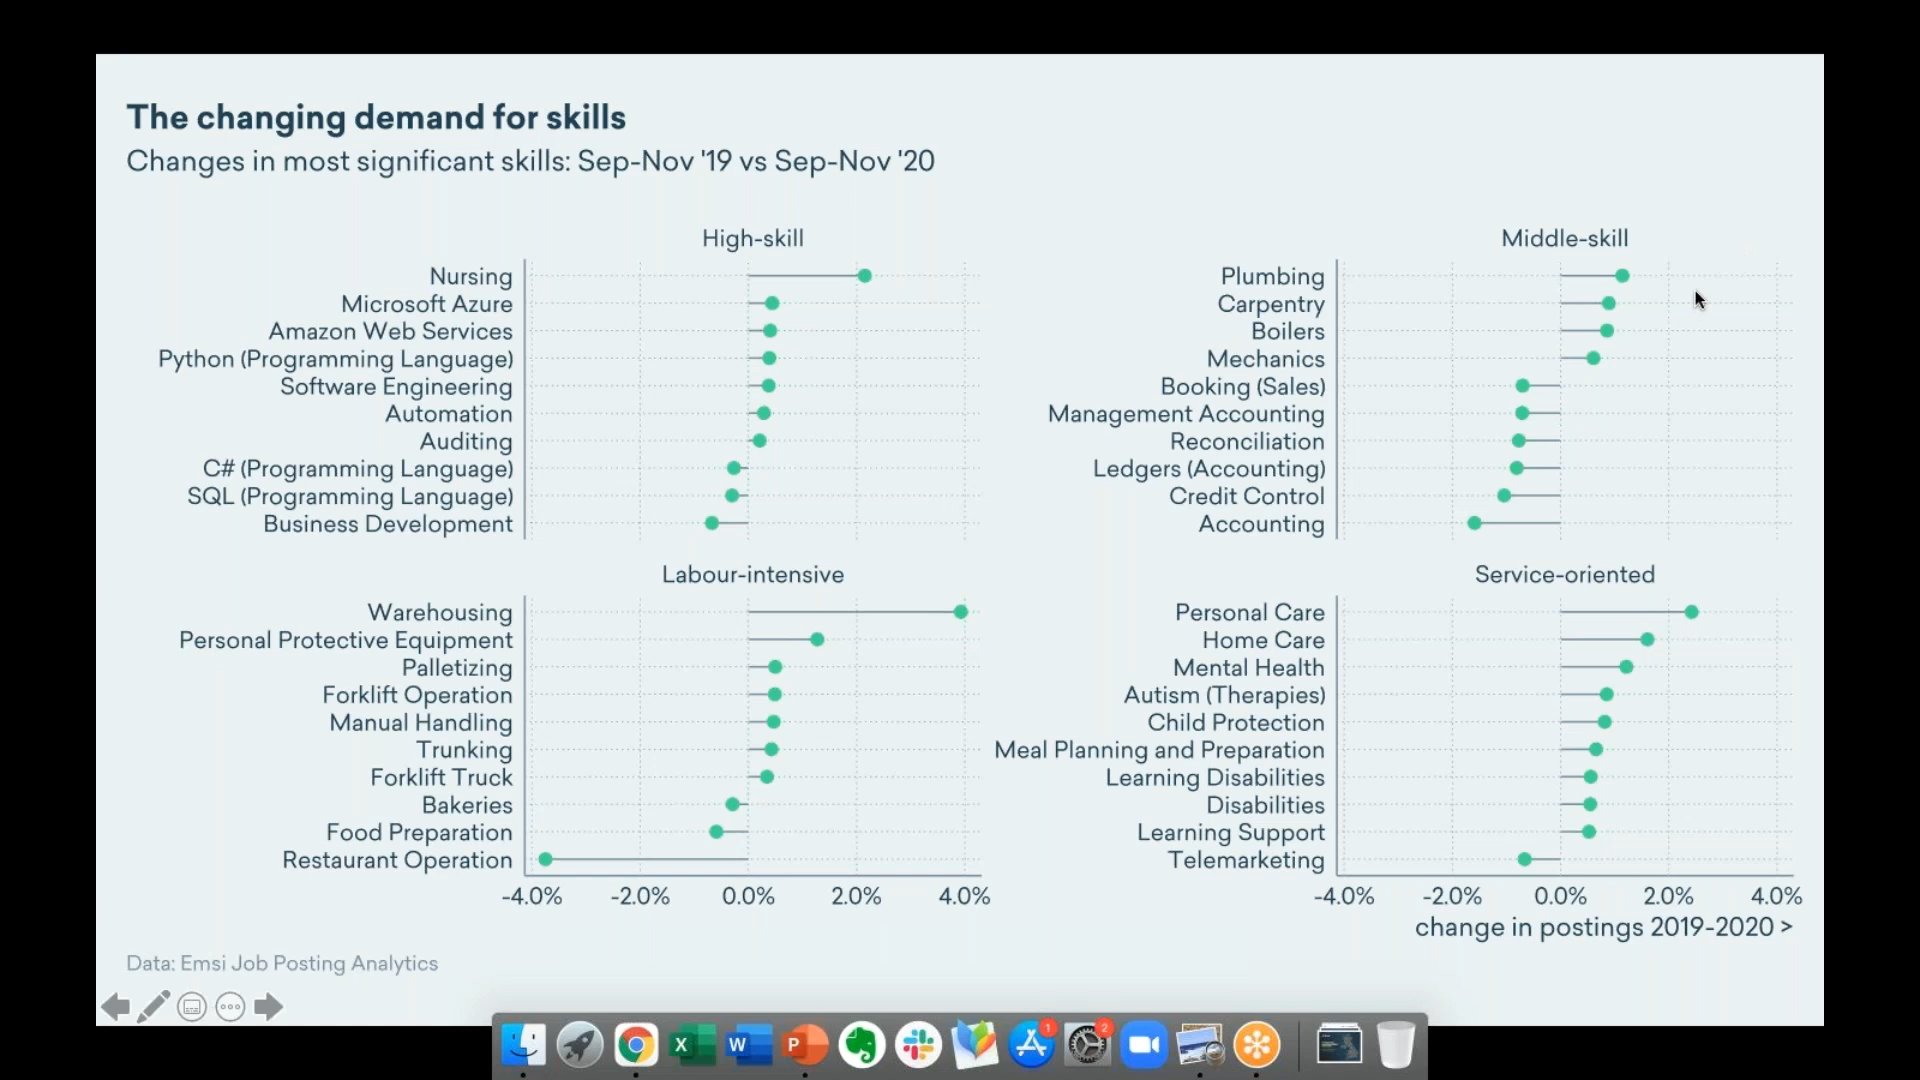 The changing demand for skills
Changes in most significant skills: Sep-Nov '19 vs Sep-Nov '20
High-skill
Nursing
Microsoft Azure
Amazon Web Services
Python (Programming Language)
Software Engineering
Automation
Auditing
C# (Programming Language)
SQL (Programming Language)
Business Development
Middle-skill
Plumbing
Carpentry
Boilers
Mechanics
Booking (Sales)
Management Accounting
Reconciliation
Ledgers (Accounting)
Credit Control
Accounting
Labour-intensive
Warehousing
Personal Protective Equipment
Palletizing
Forklift Operation
Manual Handling
Trunking
Forklift Truck
Bakeries
Food Preparation
Restaurant Operation
-4.0% -2.0% 0.0% 2.0% 4.0%
Service-oriented
Personal Care
Home Care
Mental Health
Autism (Therapies)
Child Protection
Meal Planning and Preparation
Learning Disabilities
Disabilities
Learning Support
Telemarketing
-4.0% -2.0% 0.0% 2.0% 4.0%
change in postings 2019-2020 >
Data: Emsi Job Posting Analytics
X W P 1 2